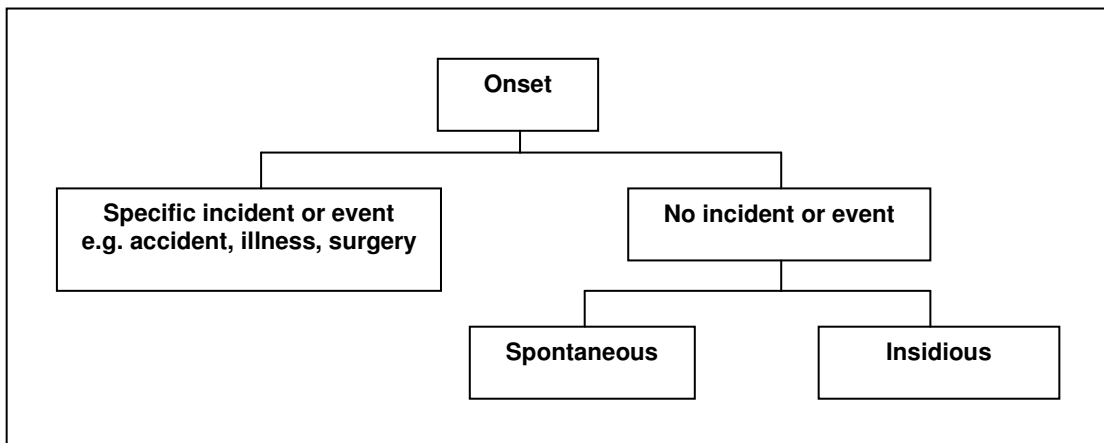 Onset
Specific incident or event
e.g. accident, illness, surgery
No incident or event
Spontaneous
Insidious